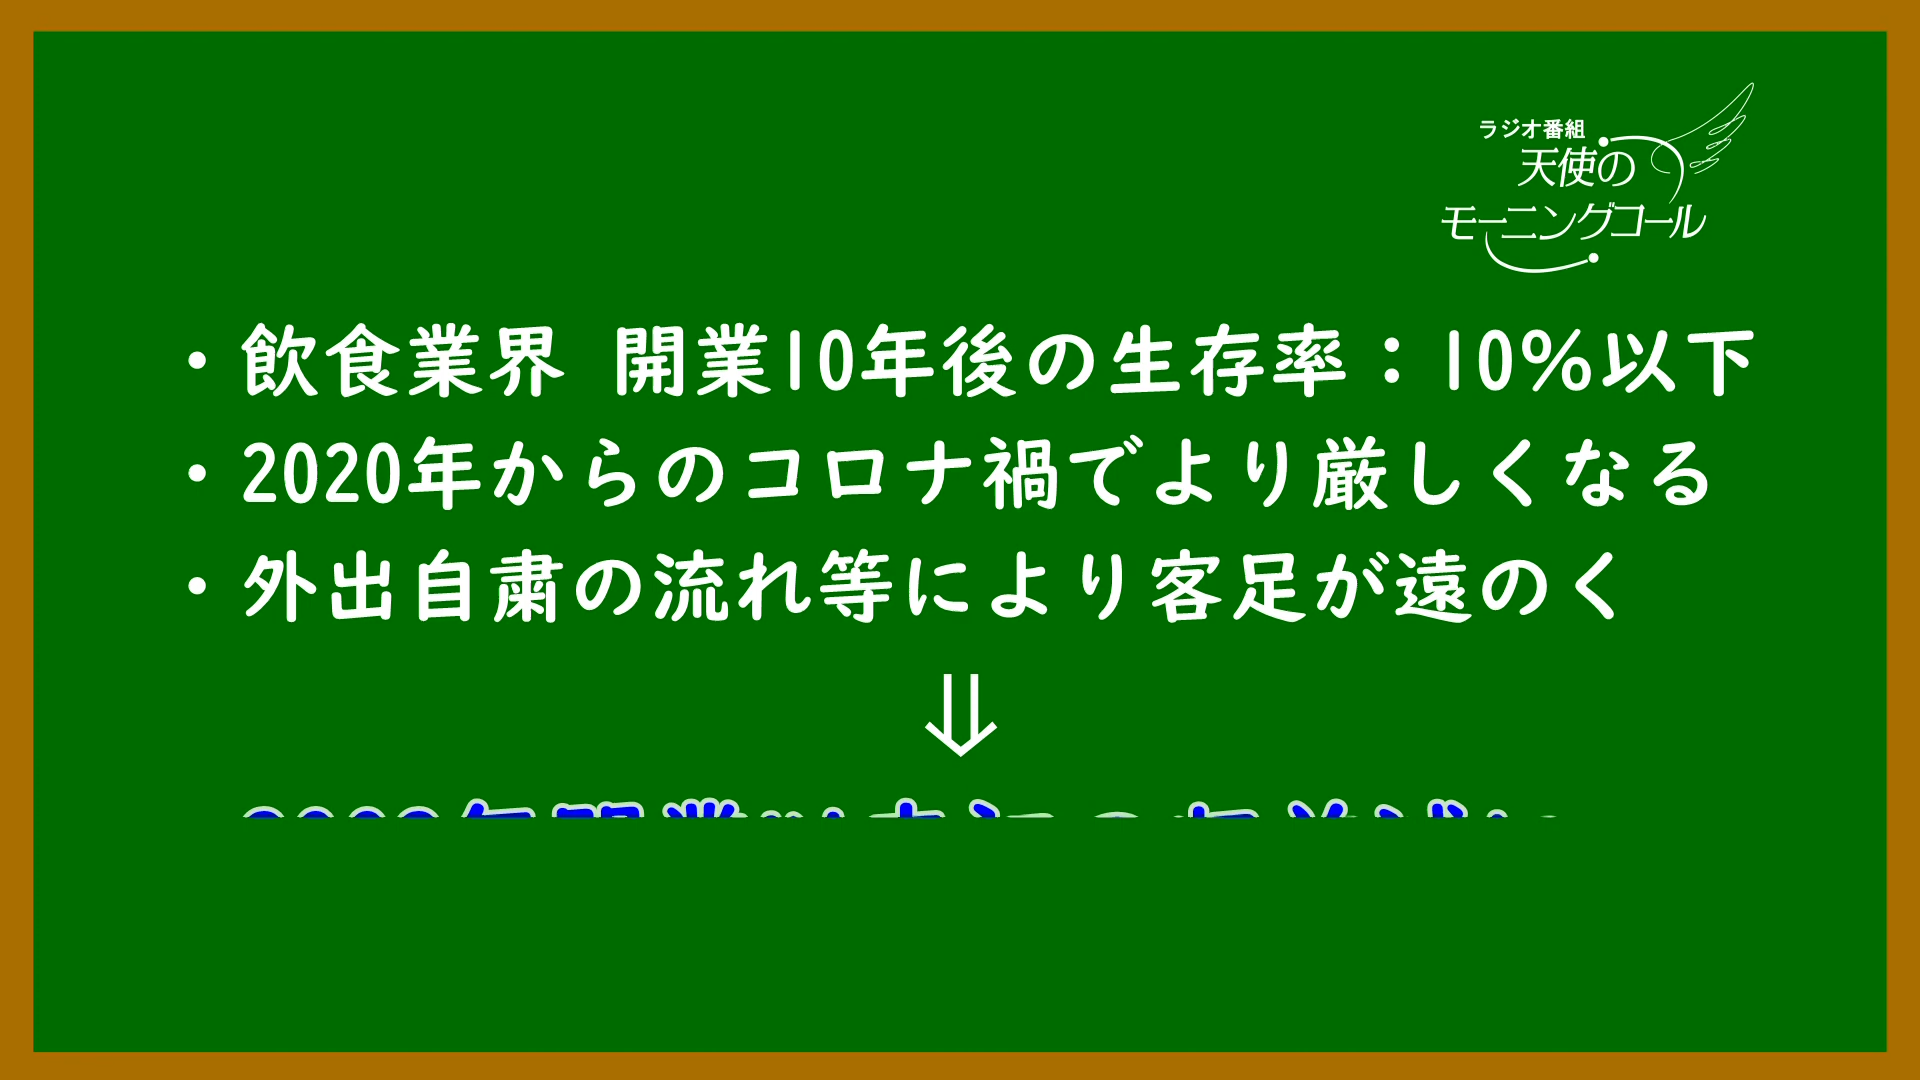 ラジオ番組
天使の
モーニングコール
・飲食業界 開業10年後の生存率：10%以下
・2020年からのコロナ禍でより厳しくなる
・外出自粛の流れ等により客足が遠のく
⇓